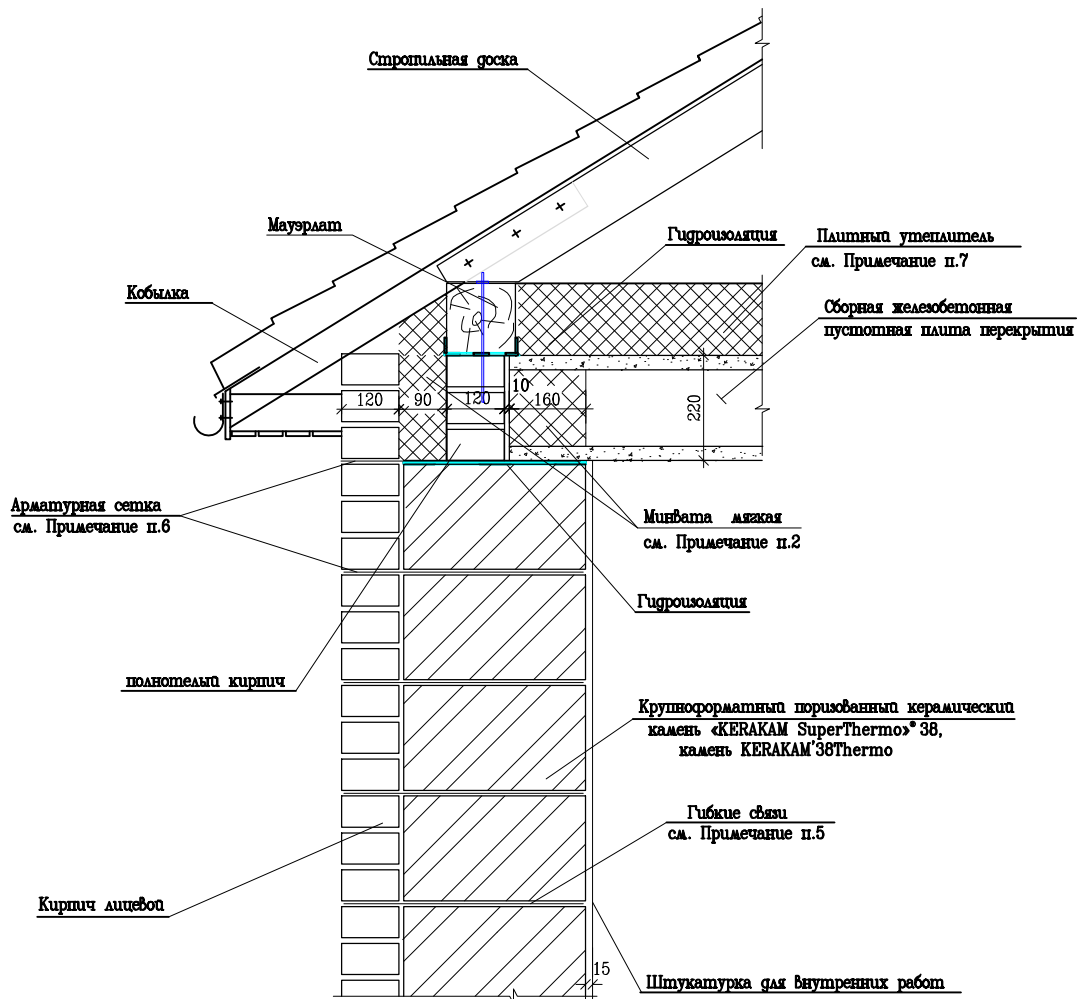 Стропильная доска
Мауэрлат
Гидроизоляция
Плитный утеплитель
см. Примечание п.7
Кобылка
Сборная железобетонная
пустотная плита перекрытия
10
120
90
120
160
220
Арматурная сетка
см. Примечание п.6
Минвата мягкая
см. Примечание п.2
Гидроизоляция
полнотелый кирпич
Крупноформатный поризованный керамический
камень «KERAKAM SuperThermo»® 38,
камень KERAKAM'38Thermo
Гибкие связи
см. Примечание п.5
Кирпич лицевой
15
Штукатурка для внутренних работ